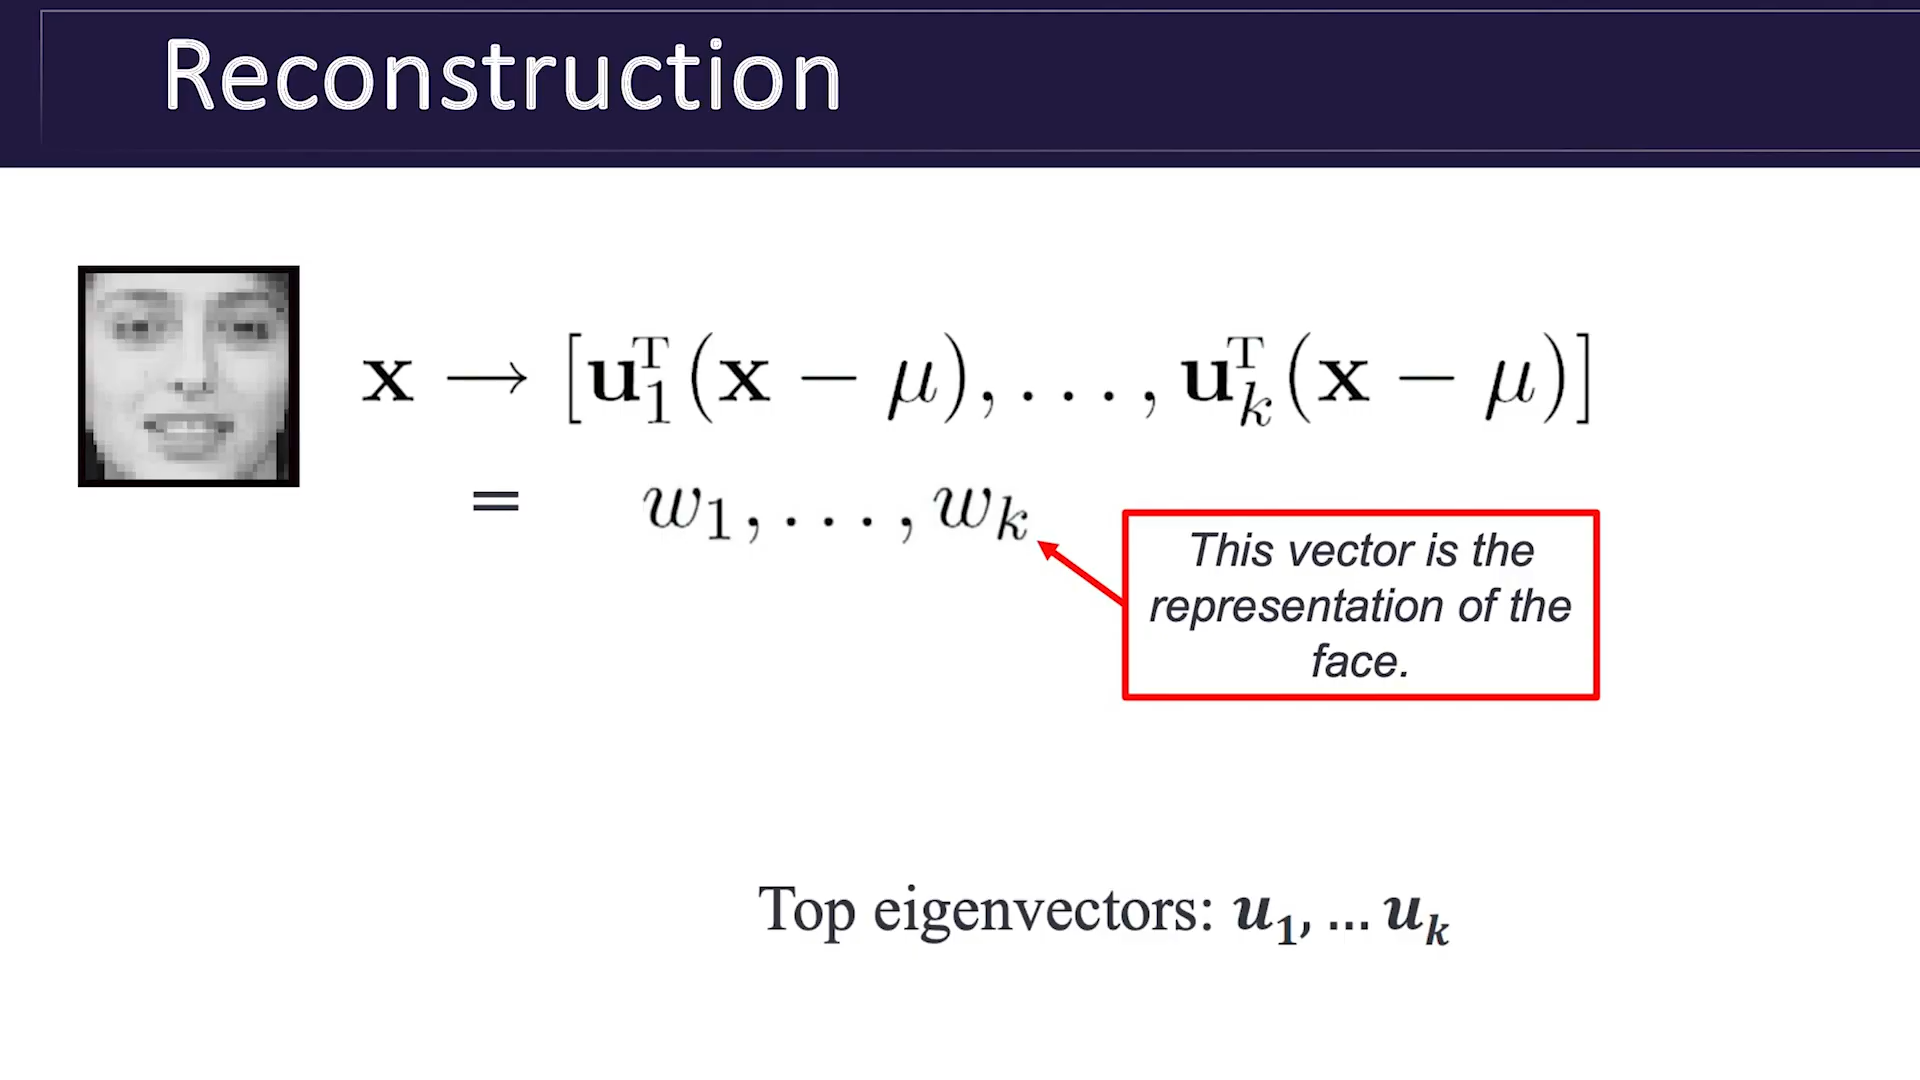 Reconstruction
x → [u₁ᵀ(x − μ), . . . , uₖᵀ(x − μ)]
= w₁, . . . , wₖ
This vector is the
representation of the
face.
Top eigenvectors: u₁, ... uₖ